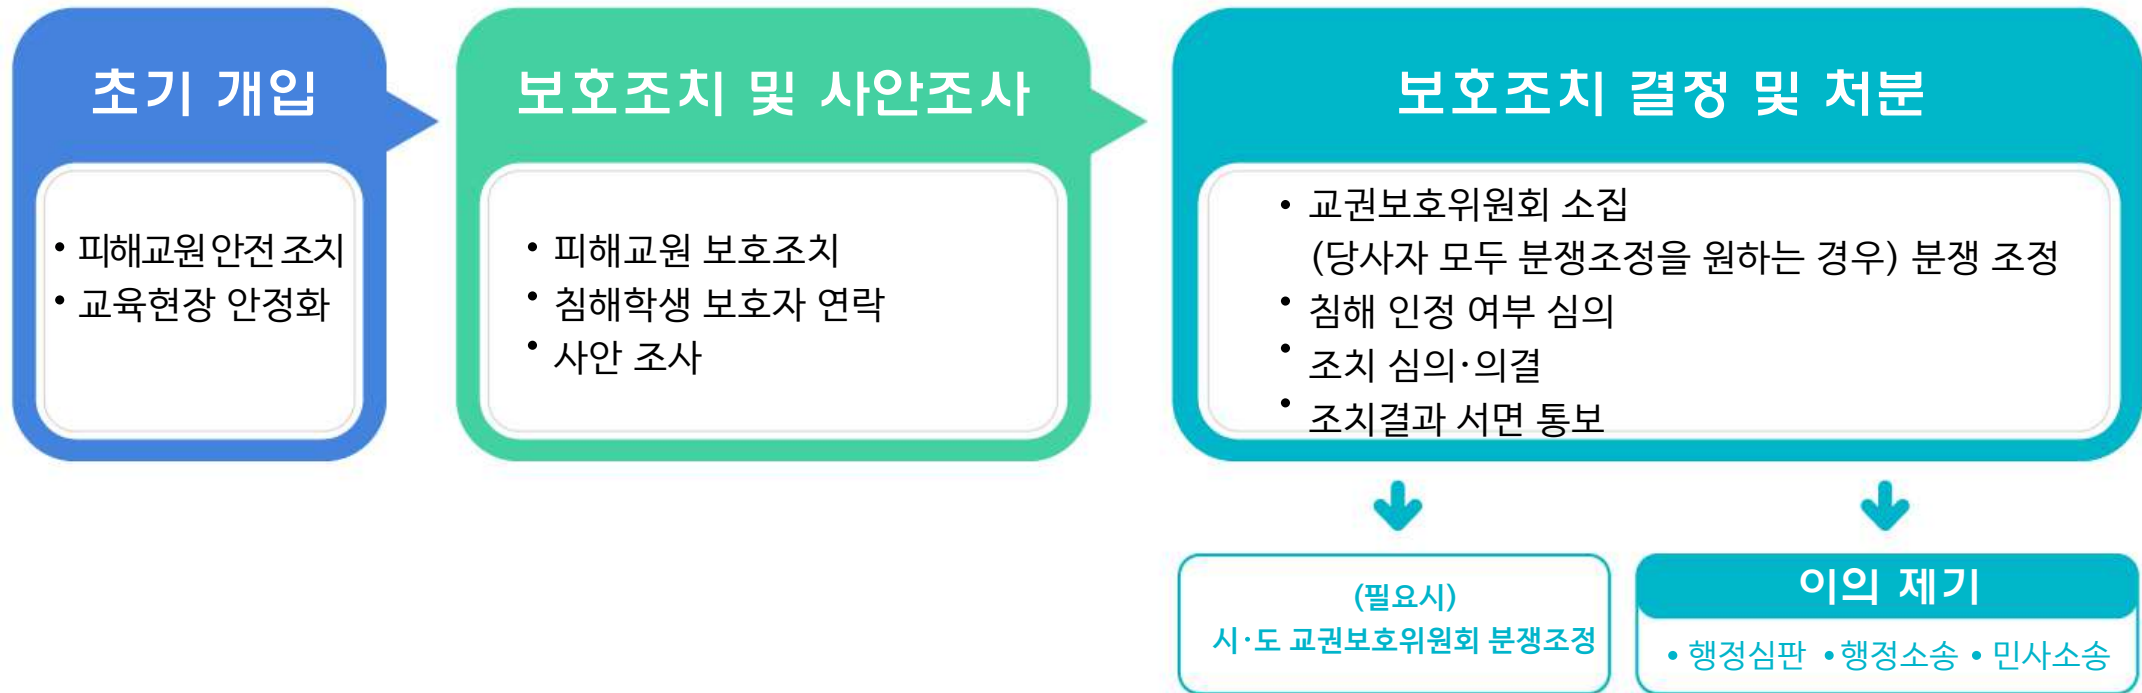 초기 개입
• 피해교원 안전 조치
• 교육현장 안정화
보호조치 및 사안조사
• 피해교원 보호조치
• 침해학생 보호자 연락
• 사안 조사
보호조치 결정 및 처분
• 교권보호위원회 소집
(당사자 모두 분쟁조정을 원하는 경우) 분쟁 조정
• 침해 인정 여부 심의
• 조치 심의·의결
• 조치결과 서면 통보
(필요시)
시·도 교권보호위원회 분쟁조정
이의 제기
• 행정심판 • 행정소송 • 민사소송